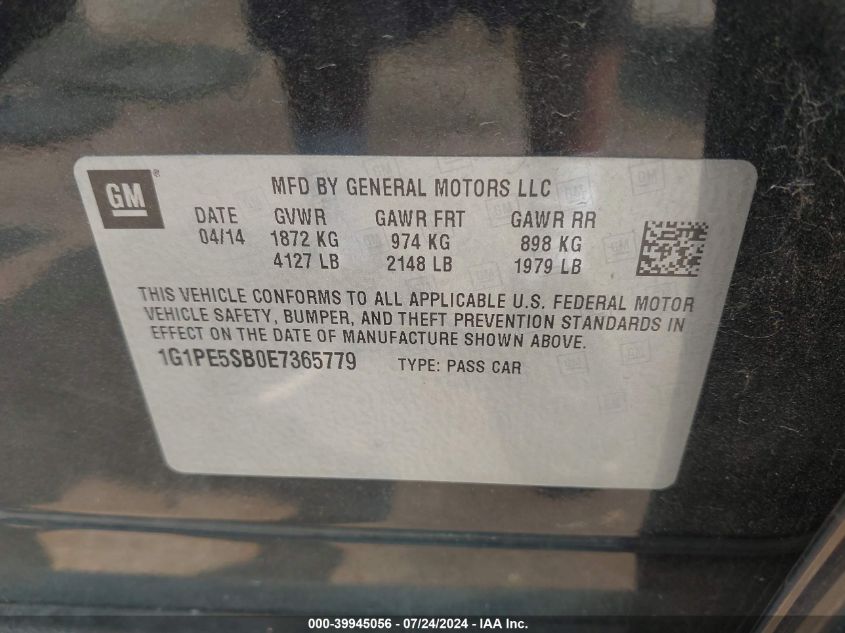 GM ®
MFD BY GENERAL MOTORS LLC
DATE GVWR GAWR FRT GAWR RR
04/14 1872 KG 974 KG 898 KG
4127 LB 2148 LB 1979 LB
THIS VEHICLE CONFORMS TO ALL APPLICABLE U.S. FEDERAL MOTOR
VEHICLE SAFETY, BUMPER, AND THEFT PREVENTION STANDARDS IN
EFFECT ON THE DATE OF MANUFACTURE SHOWN ABOVE.
1G1PE5SB0E7365779 TYPE: PASS CAR
000-39945056 - 07/24/2024 - IAA Inc.